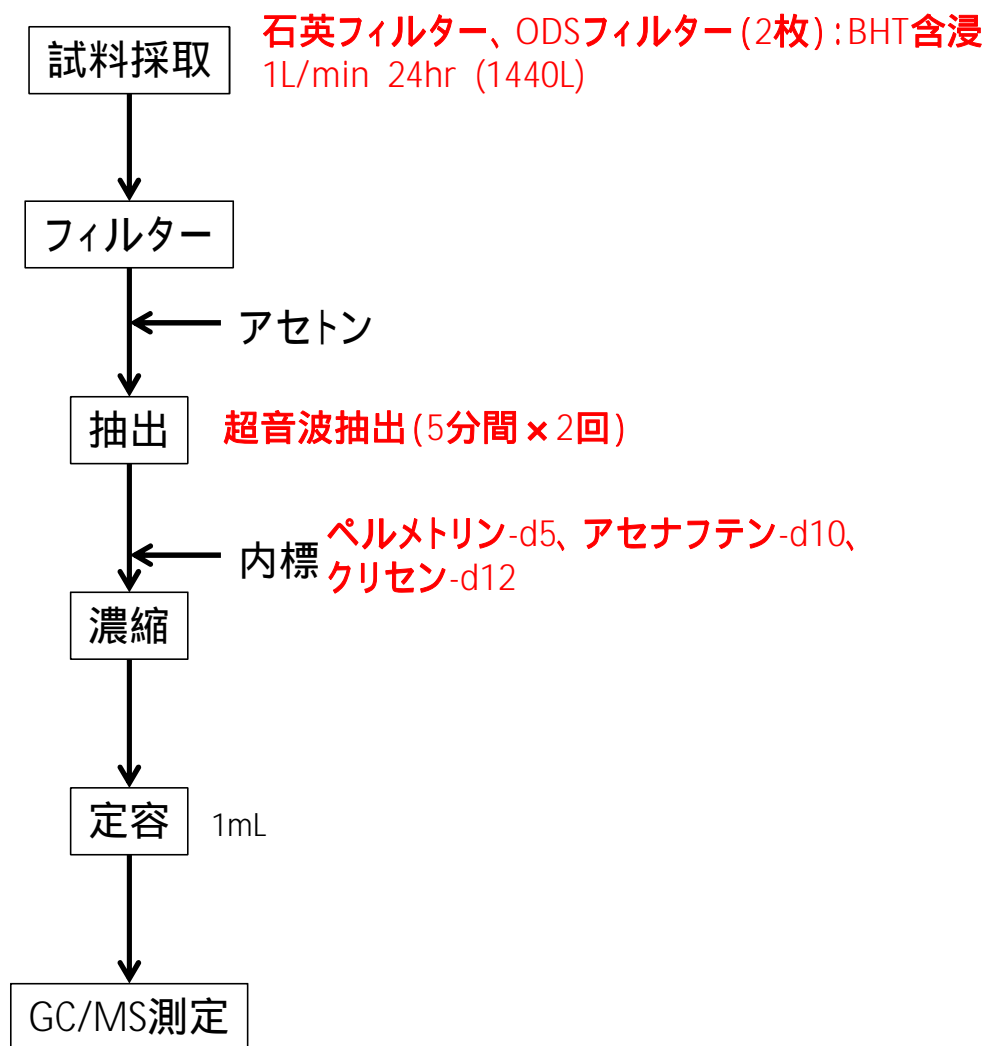 試料採取
石英フィルター、ODSフィルター(2枚):BHT含浸
1L/min 24hr (1440L)
フィルター
アセトン
抽出
超音波抽出(5分間×2回)
内標
ペルメトリン-d5、アセナフテン-d10、
クリセン-d12
濃縮
定容
1mL
GC/MS測定